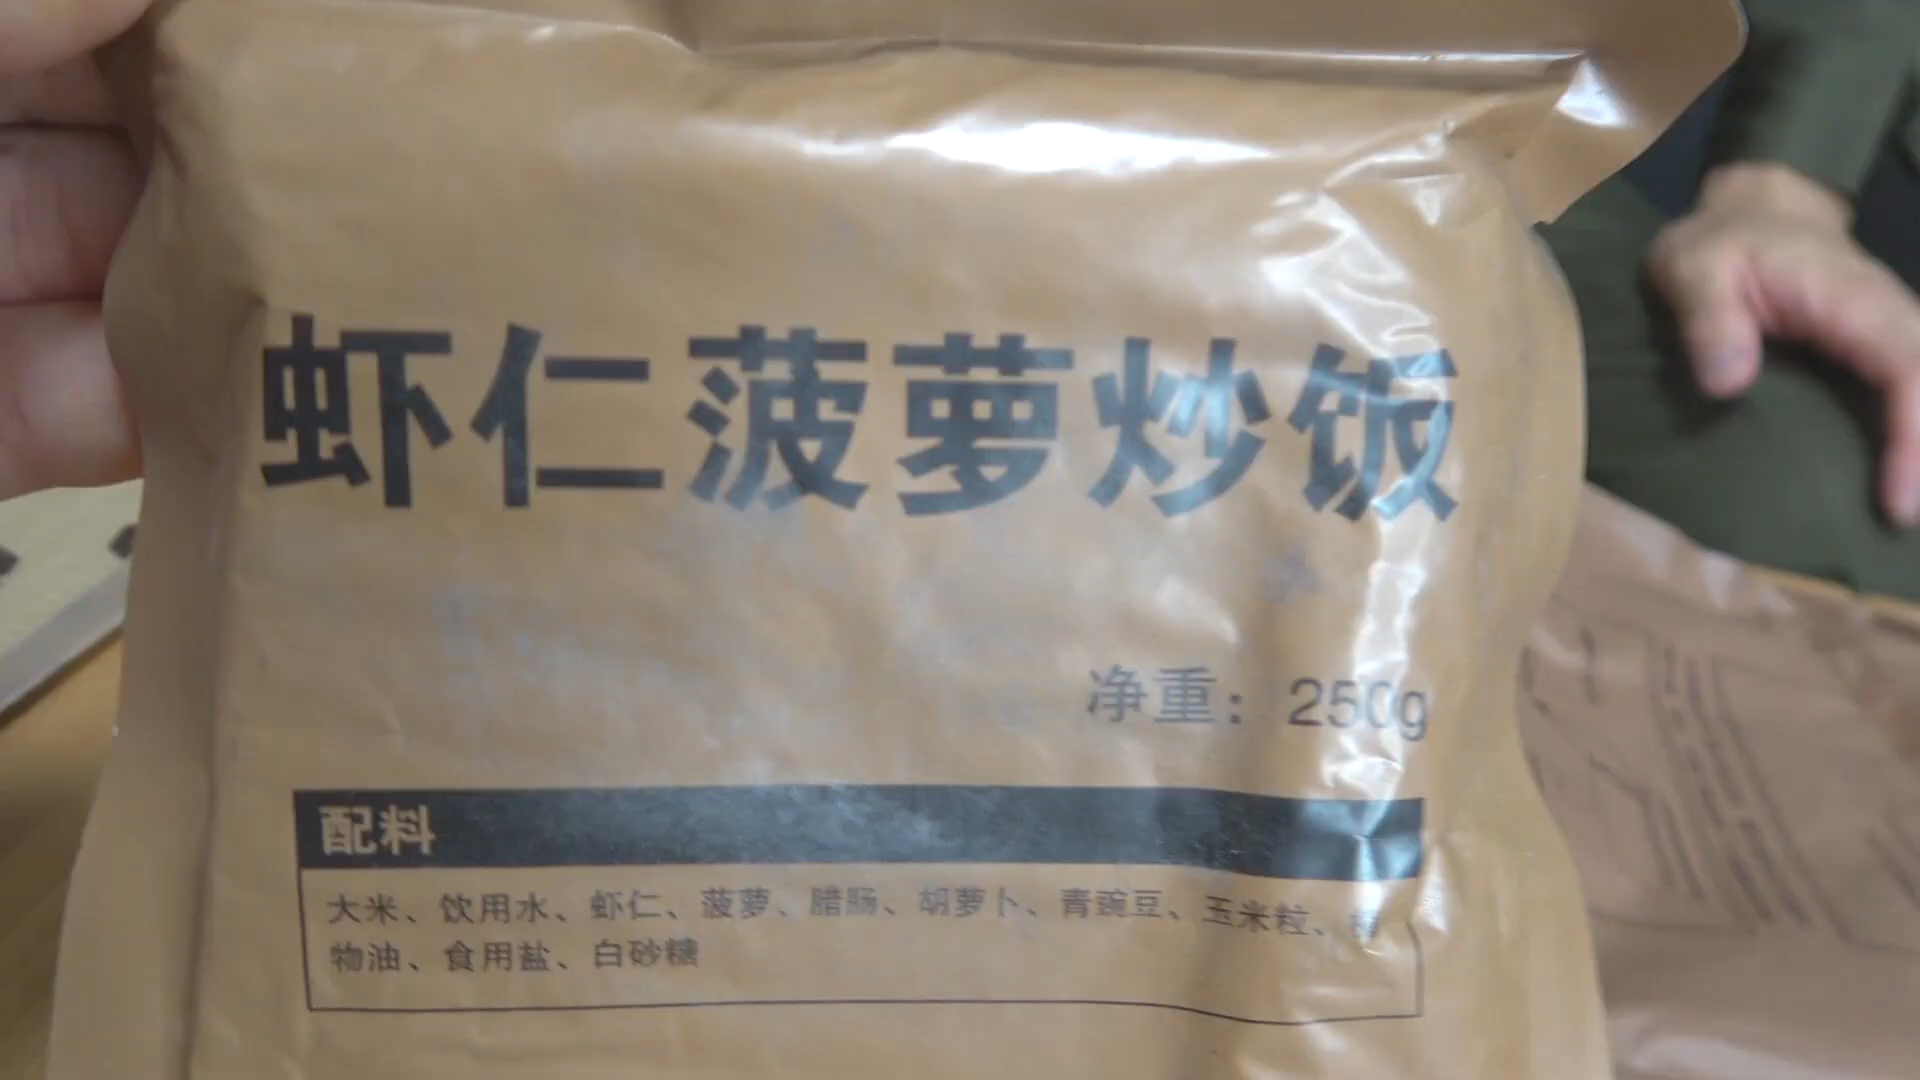 虾仁菠萝炒饭
净重：250g
配料
大米、饮用水、虾仁、菠萝、腊肠、胡萝卜、青豌豆、玉米粒、植
物油、食用盐、白砂糖